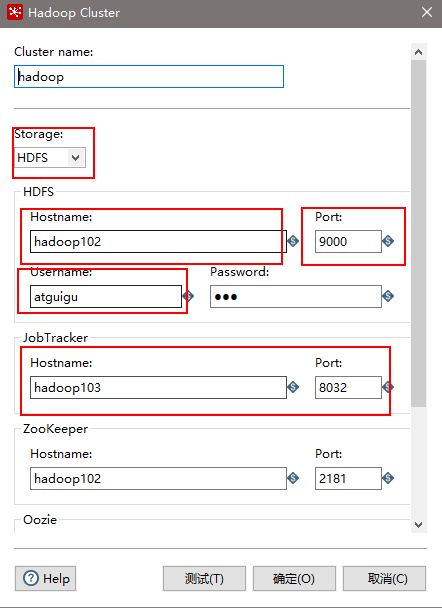 Hadoop Cluster
Cluster name:
hadoop
Storage:
HDFS
HDFS
Hostname: Port:
hadoop102 9000
Username: Password:
atguigu ●●●
JobTracker
Hostname: Port:
hadoop103 8032
ZooKeeper
Hostname: Port:
hadoop102 2181
Oozie
Help 测试(T) 确定(O) 取消(C)